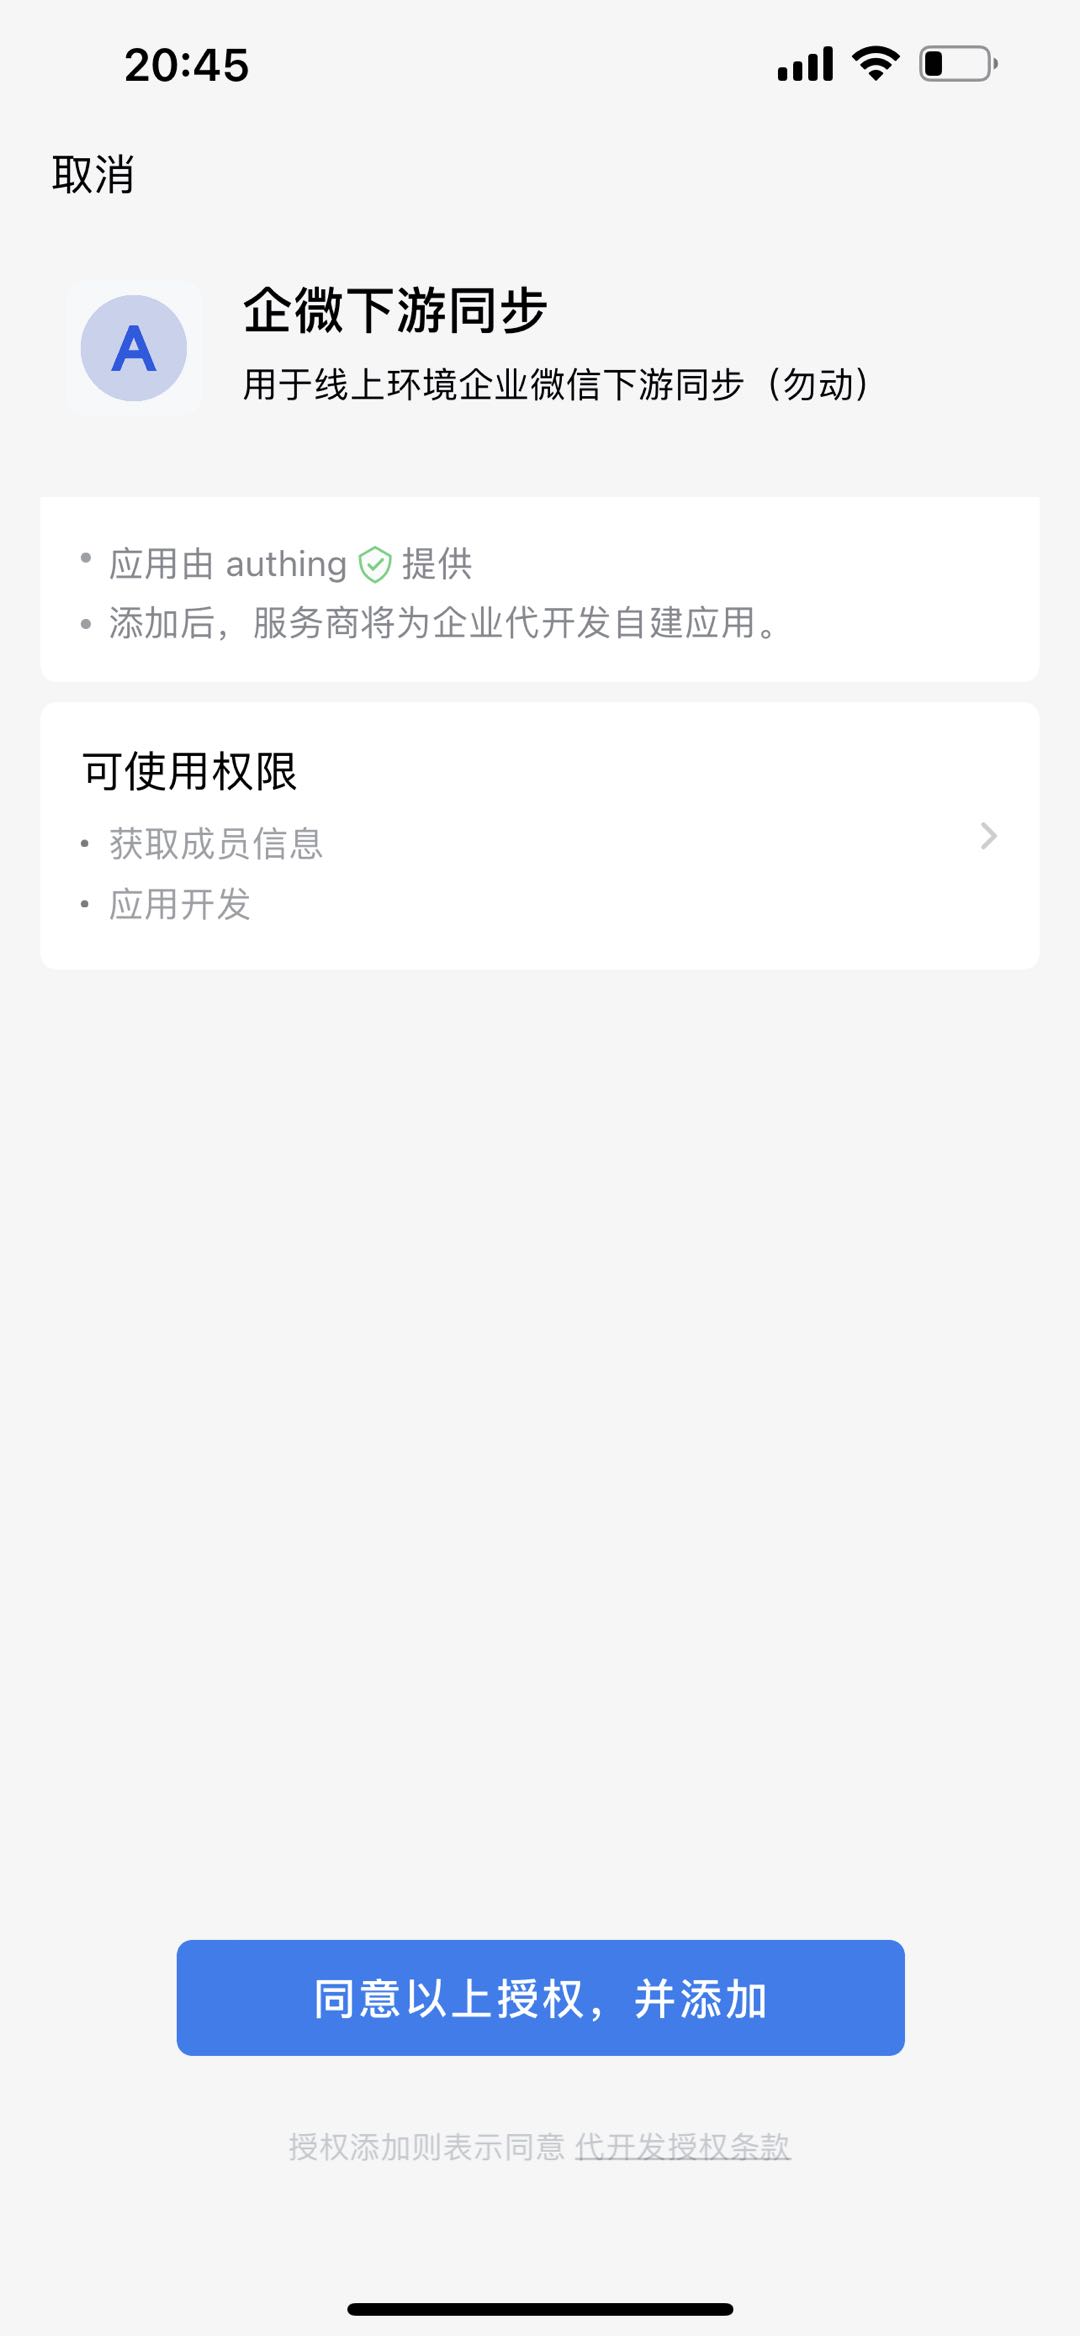 20:45
取消
A
企微下游同步
用于线上环境企业微信下游同步（勿动）
应用由 authing 提供
添加后，服务商将为企业代开发自建应用。
可使用权限
获取成员信息
应用开发
同意以上授权，并添加
授权添加则表示同意 代开发授权条款